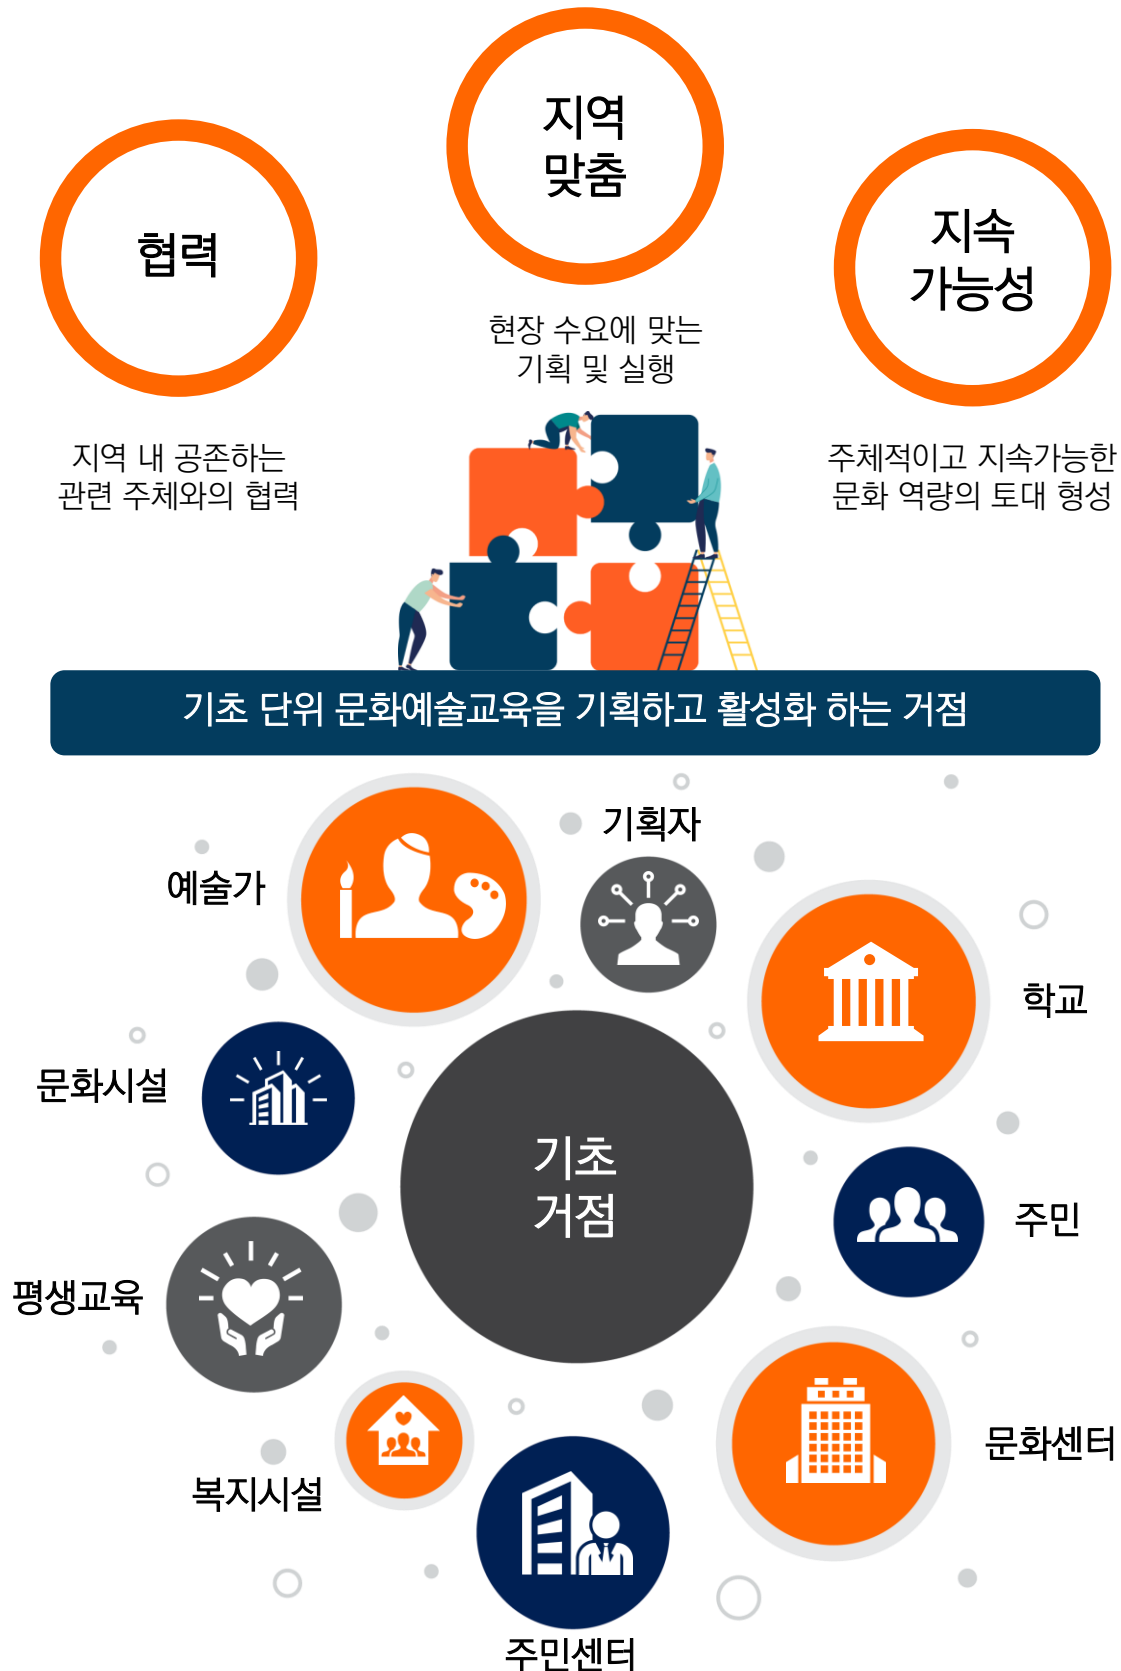 협력
지역 내 공존하는
관련 주체와의 협력
지역
맞춤
현장 수요에 맞는
기획 및 실행
지속
가능성
주체적이고 지속가능한
문화 역량의 토대 형성
기초 단위 문화예술교육을 기획하고 활성화 하는 거점
기획자
예술가
학교
문화시설
기초
거점
주민
평생교육
문화센터
복지시설
주민센터